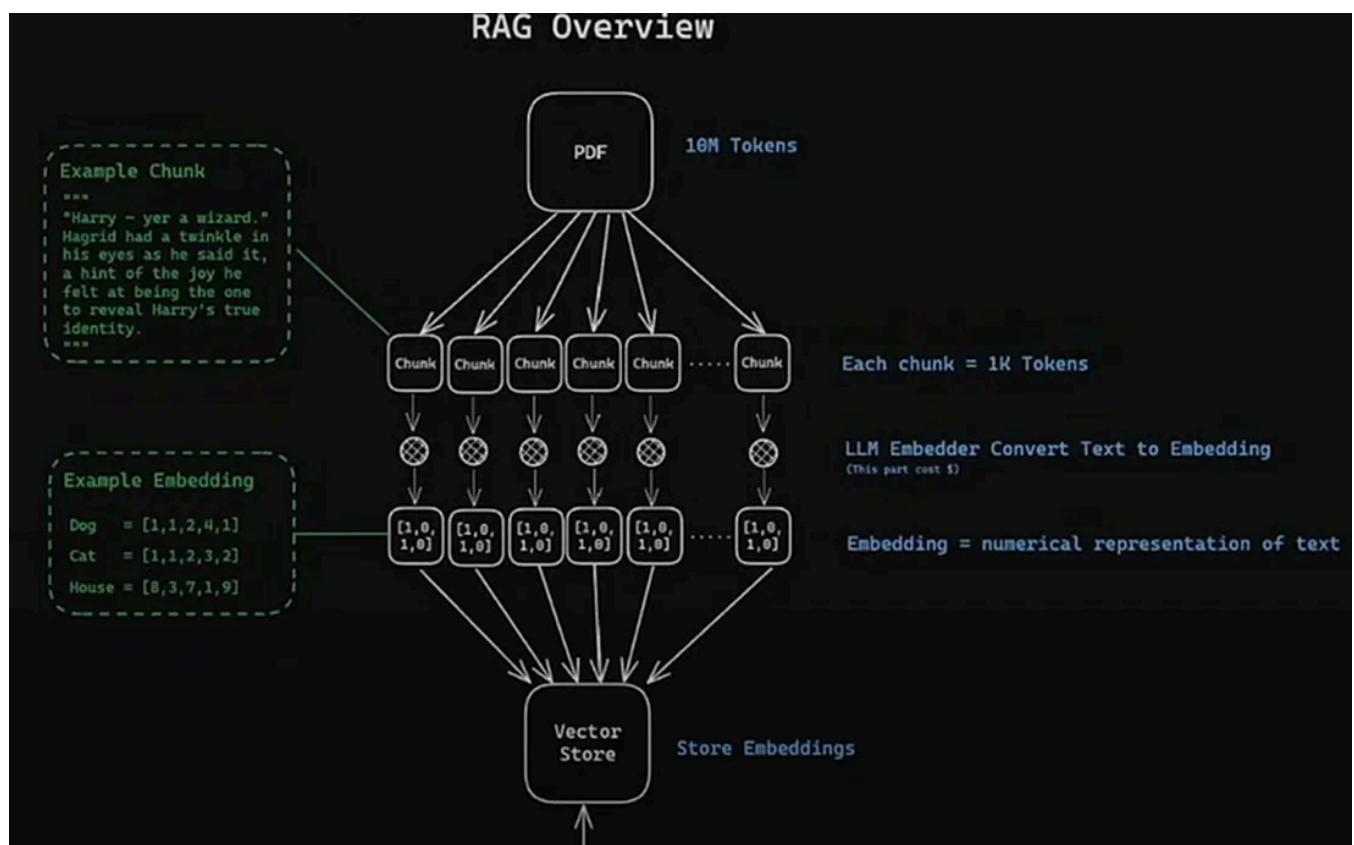 RAG Overview
PDF
10M Tokens
Example Chunk
"""
"Harry – yer a wizard."
Hagrid had a twinkle in
his eyes as he said it,
a hint of the joy he
felt at being the one
to reveal Harry's true
identity.
"""
Chunk Chunk Chunk Chunk Chunk ..... Chunk
Each chunk = 1K Tokens
LLM Embedder Convert Text to Embedding
(This part cost $)
Example Embedding
Dog = [1,1,2,4,1]
Cat = [1,1,2,3,2]
House = [8,3,7,1,9]
[1,0, [1,0, [1,0, [1,0, [1,0, ..... [1,0,
1,0] 1,0] 1,0] 1,0] 1,0] 1,0]
Embedding = numerical representation of text
Vector
Store
Store Embeddings